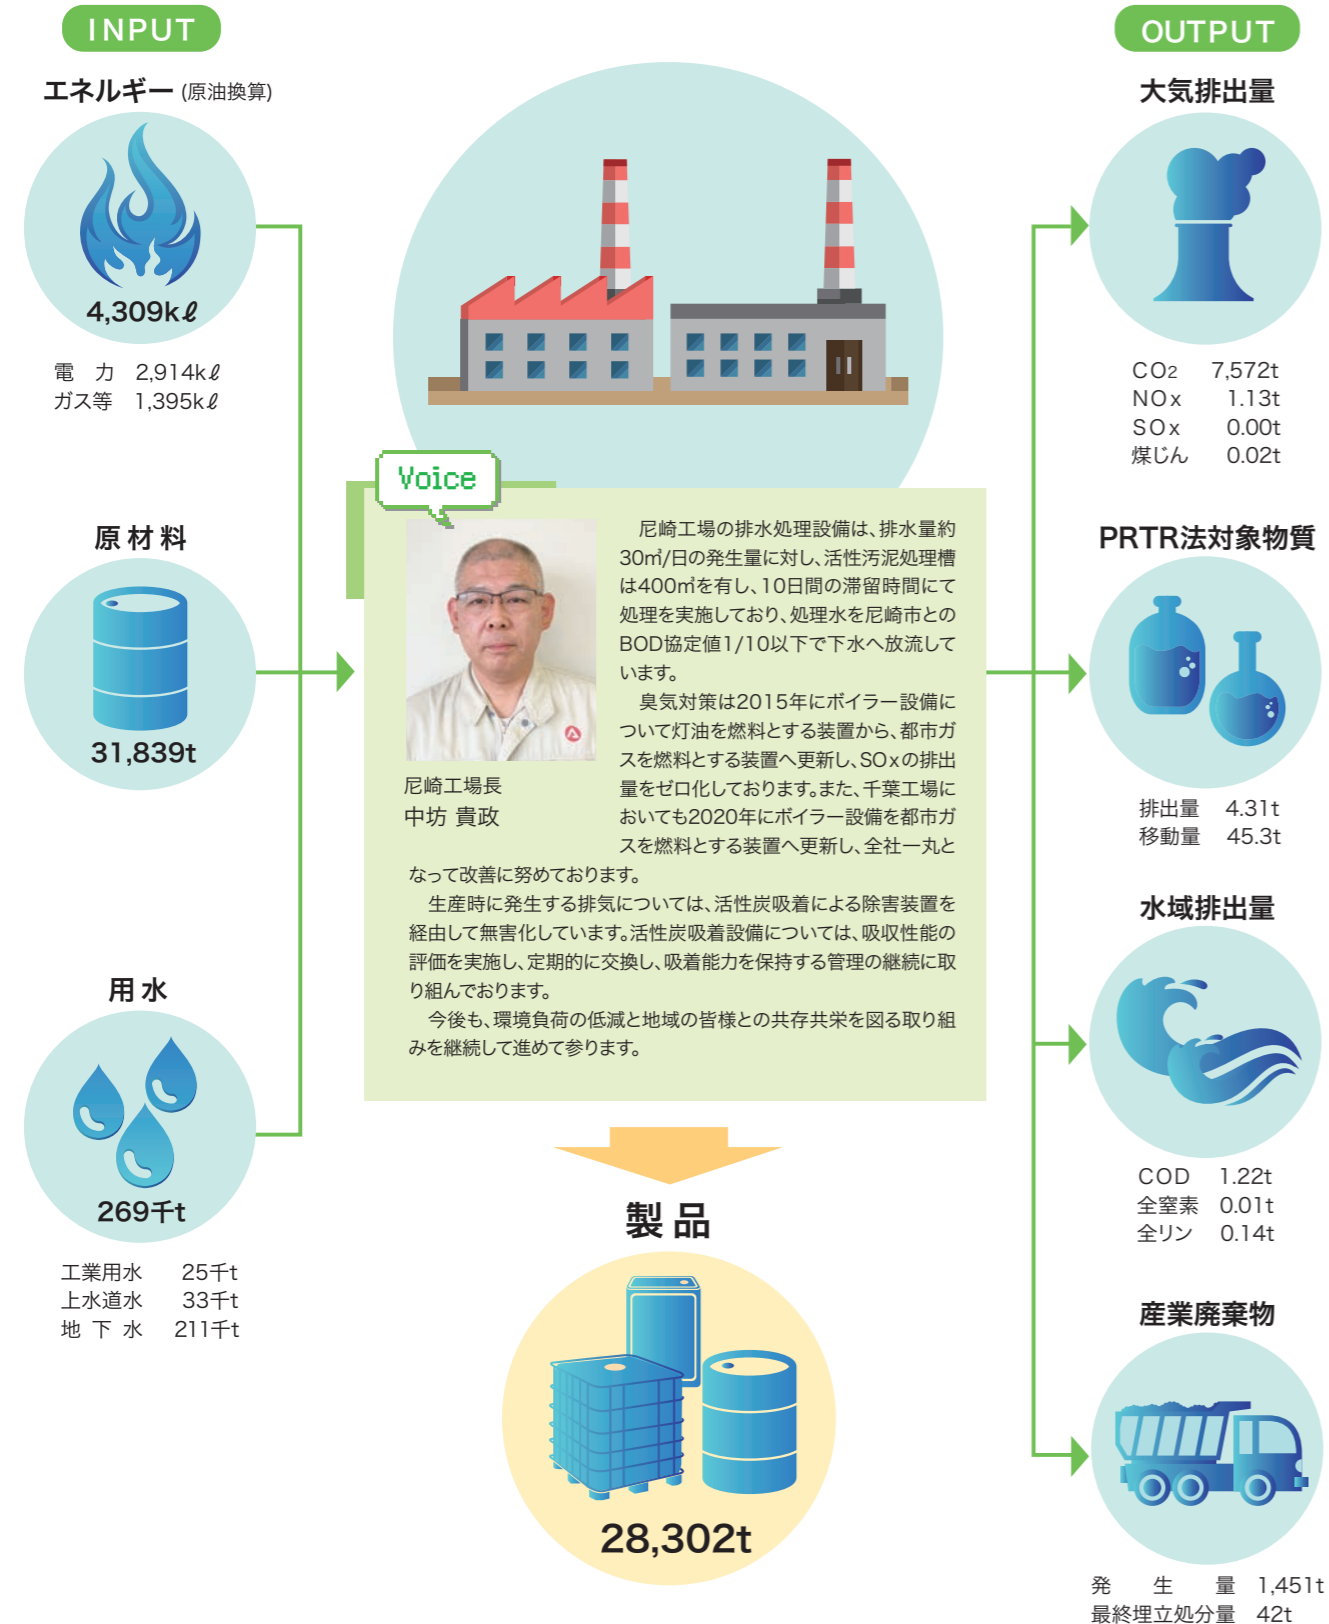 INPUT
エネルギー (原油換算)
4,309kℓ
電 力 2,914kℓ
ガス等 1,395kℓ
原材料
31,839t
用水
269千t
工業用水 25千t
上水道水 33千t
地下水 211千t
Voice
尼崎工場長
中坊 貴政
尼崎工場の排水処理設備は、排水量約
30㎥/日の発生量に対し、活性汚泥処理槽
は400㎥を有し、10日間の滞留時間にて
処理を実施しており、処理水を尼崎市との
BOD協定値1/10以下で下水へ放流して
います。
臭気対策は2015年にボイラー設備に
ついて灯油を燃料とする装置から、都市ガ
スを燃料とする装置へ更新し、SOxの排出
量をゼロ化しております。また、千葉工場に
おいても2020年にボイラー設備を都市ガ
スを燃料とする装置へ更新し、全社一丸と
なって改善に努めております。
生産時に発生する排気については、活性炭吸着による除害装置を
経由して無害化しています。活性炭吸着設備については、吸収性能の
評価を実施し、定期的に交換し、吸着能力を保持する管理の継続に取
り組んでおります。
今後も、環境負荷の低減と地域の皆様との共存共栄を図る取り組
みを継続して進めて参ります。
製品
28,302t
OUTPUT
大気排出量
CO2 7,572t
NOx 1.13t
SOx 0.00t
煤じん 0.02t
PRTR法対象物質
排出量 4.31t
移動量 45.3t
水域排出量
COD 1.22t
全窒素 0.01t
全リン 0.14t
産業廃棄物
発生量 1,451t
最終埋立処分量 42t